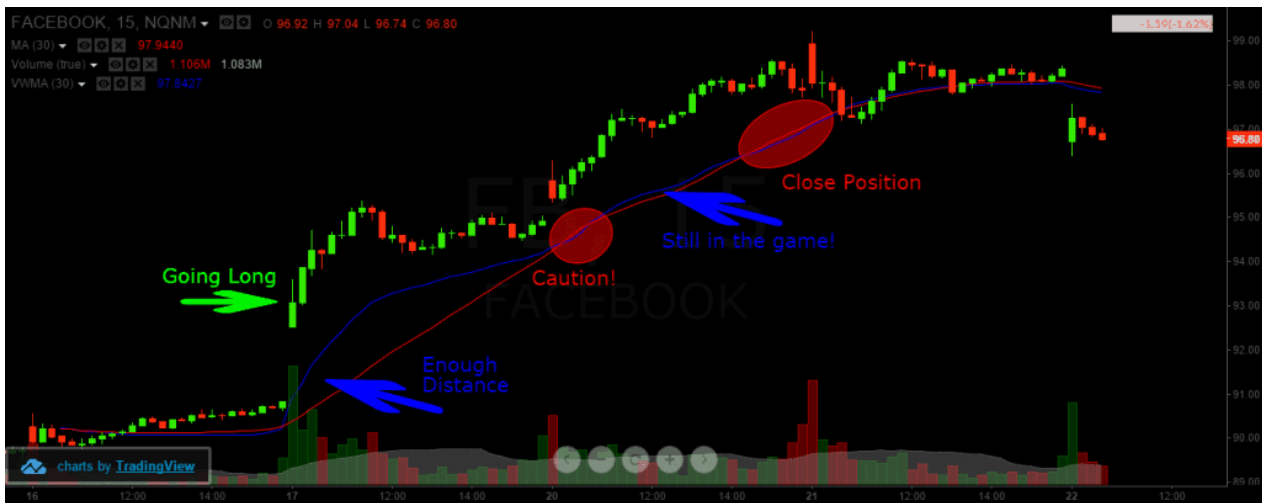 FACEBOOK, 15, NQNM O 96.92 H 97.04 L 96.74 C 96.80
-1.59(-1.62%)
MA (30) 97.9440
Volume (true) 1.106M 1.083M
VWMA (30) 97.8427
99.00
98.00
97.00
96.80
96.00
95.00
94.00
93.00
92.00
91.00
90.00
89.00
FB, 15
FACEBOOK
Close Position
Still in the game!
Caution!
Going Long
Enough
Distance
charts by TradingView
16 12:00 14:00 17 12:00 14:00 20 12:00 14:00 21 12:00 14:00 22 12:00